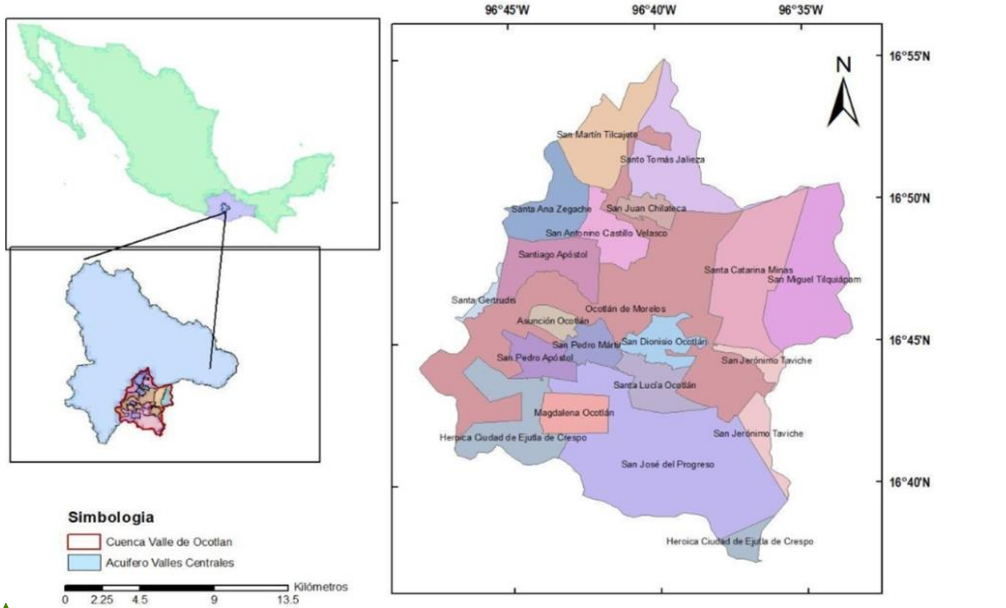 96°45'W 96°40'W 96°35'W
16°55'N
N
San Martín Tilcajete
Santo Tomás Jalieza
16°50'N
Santa Ana Zegache
San Juan Chilateca
San Antonino Castillo Velasco
Santiago Apóstol
Santa Catarina Minas
San Miguel Tilquiápam
Santa Gertrudis
Ocotlán de Morelos
Asunción Ocotlán
San Pedro Mártir
San Dionisio Ocotlán
16°45'N
San Pedro Apóstol
San Jerónimo Taviche
Santa Lucía Ocotlán
Magdalena Ocotlán
San Jerónimo Taviche
Heroica Ciudad de Ejutla de Crespo
San José del Progreso
16°40'N
Heroica Ciudad de Ejutla de Crespo
Simbologia
Cuenca Valle de Ocotlan
Acuifero Valles Centrales
Kilómetros
0 2.25 4.5 9 13.5